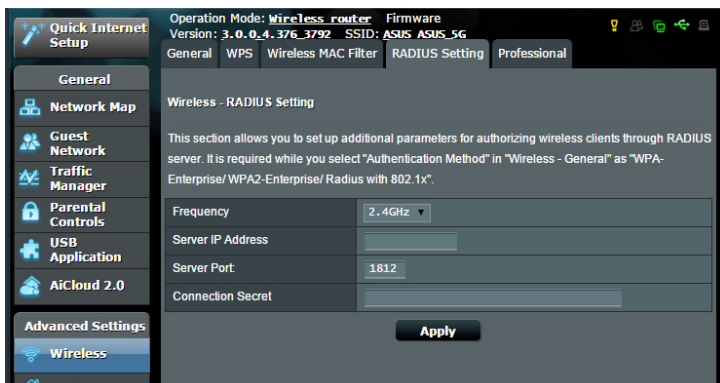 Quick Internet
Setup
Operation Mode: Wireless router Firmware
Version: 3.0.0.4.376_3792 SSID: ASUS ASUS_5G
General WPS Wireless MAC Filter RADIUS Setting Professional
General
Network Map
Guest
Network
Traffic
Manager
Parental
Controls
USB
Application
AiCloud 2.0
Advanced Settings
Wireless
Wireless - RADIUS Setting
This section allows you to set up additional parameters for authorizing wireless clients through RADIUS
server. It is required while you select "Authentication Method" in "Wireless - General" as "WPA-
Enterprise/ WPA2-Enterprise/ Radius with 802.1x".
Frequency 2.4GHz
Server IP Address
Server Port: 1812
Connection Secret
Apply